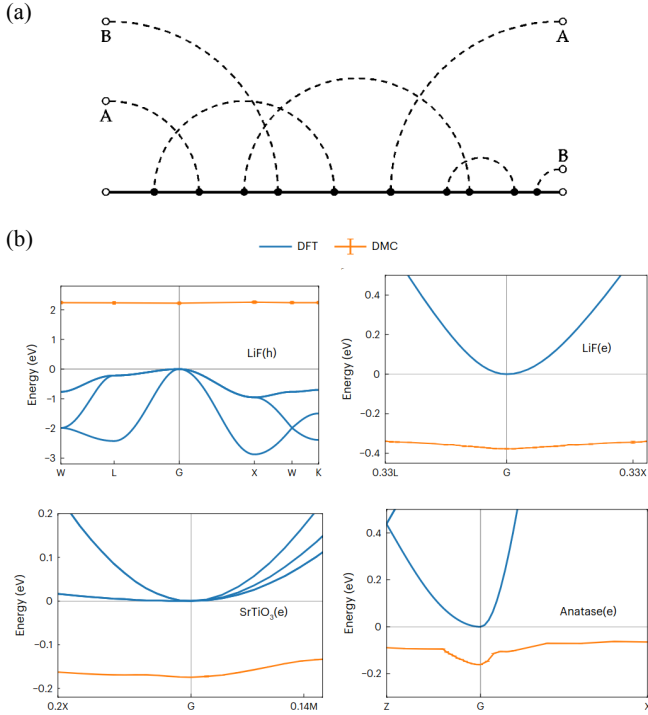 (a)
B
A
A
B
(b)
DFT
DMC
Energy (eV)
2
1
0
−1
−2
−3
LiF(h)
W
L
G
X
W
K
Energy (eV)
0.4
0.2
0
−0.2
−0.4
LiF(e)
0.33L
G
0.33X
Energy (eV)
0.2
0.1
0
−0.1
−0.2
SrTiO₃(e)
0.2X
G
0.14M
Energy (eV)
0.4
0.2
0
−0.2
Anatase(e)
Z
G
X